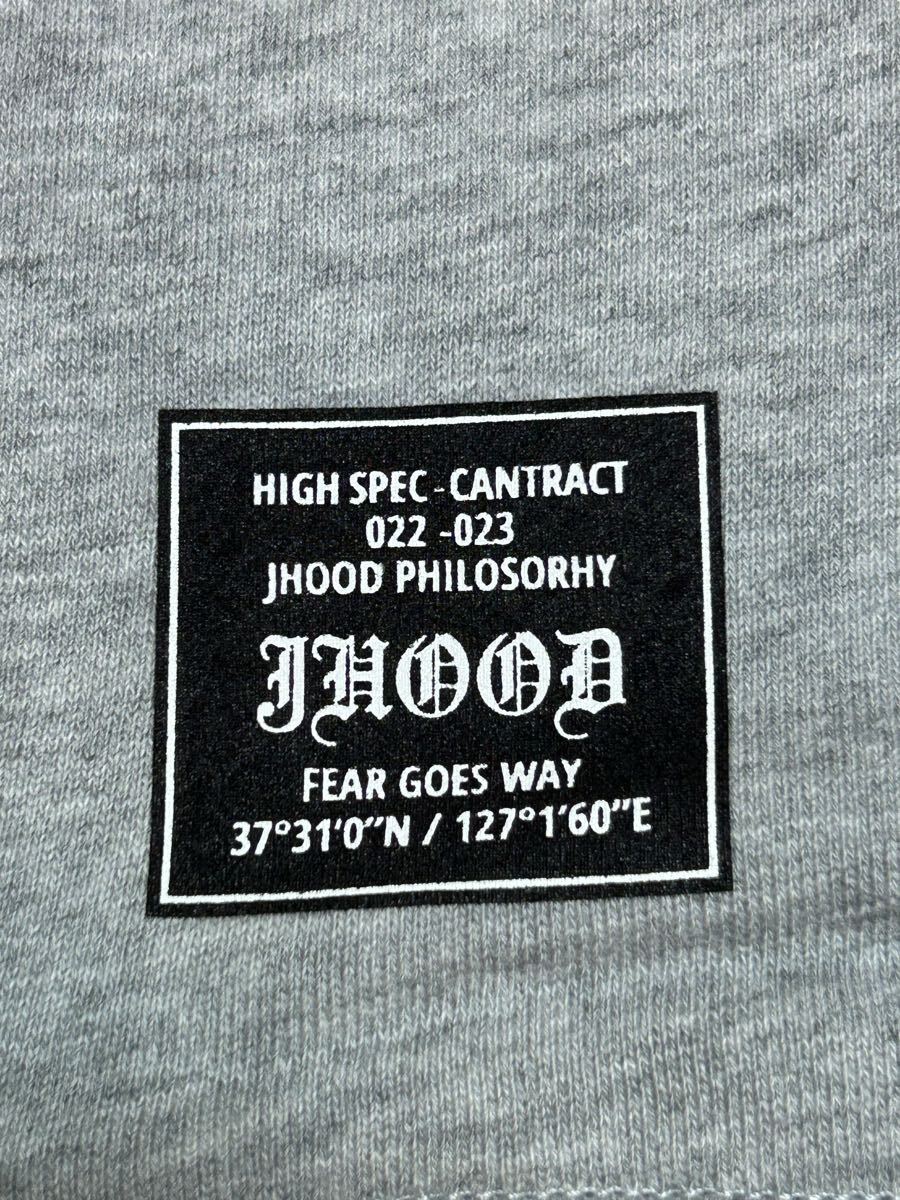 HIGH SPEC - CANTRACT
022 -023
JHOOD PHILOSORHY
JHOOD
FEAR GOES WAY
37°31'0"N / 127°1'60"E